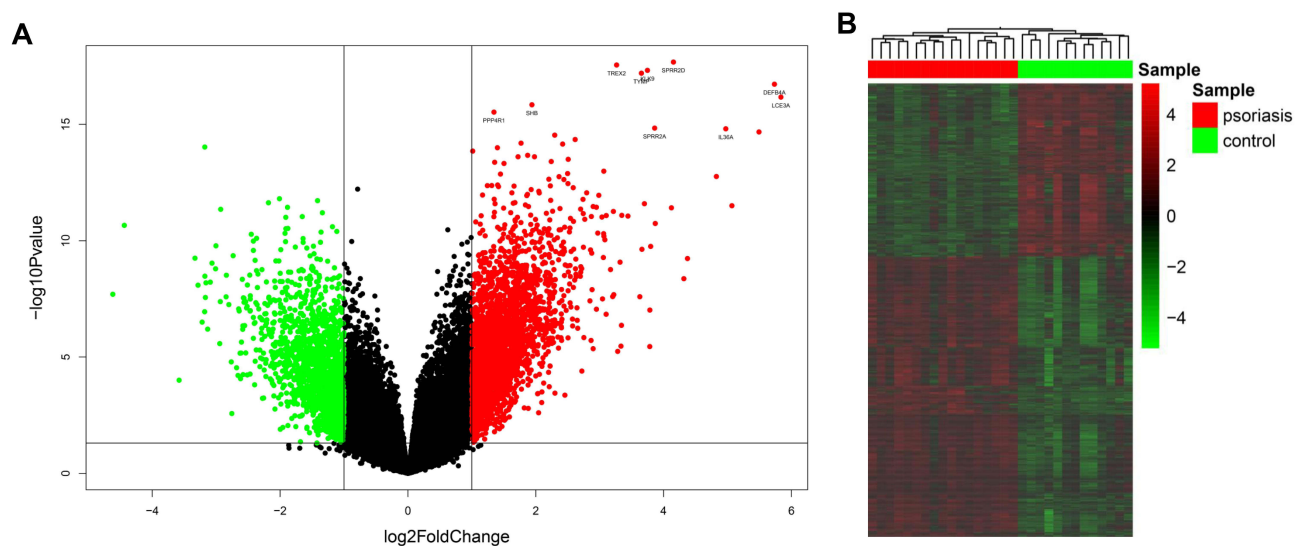 A
−log10Pvalue
15
10
5
0
TREX2
TYMP
KLK9
SPRR2D
DEFB4A
LCE3A
PPP4R1
SHB
SPRR2A
IL36A
−4
−2
0
2
4
6
log2FoldChange
B
Sample
4
2
0
−2
−4
Sample
psoriasis
control